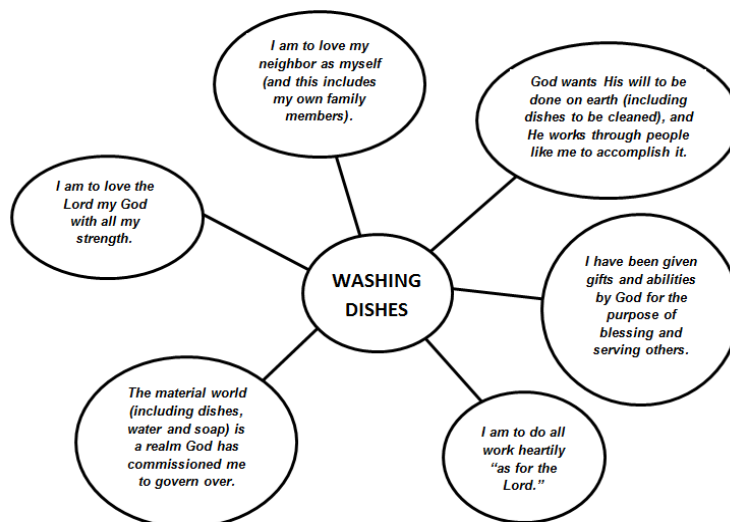 I am to love my
neighbor as myself
(and this includes
my own family
members).
God wants His will to be
done on earth (including
dishes to be cleaned), and
He works through people
like me to accomplish it.
I am to love the
Lord my God
with all my
strength.
WASHING
DISHES
I have been given
gifts and abilities
by God for the
purpose of
blessing and
serving others.
The material world
(including dishes,
water and soap) is
a realm God has
commissioned me
to govern over.
I am to do all
work heartily
“as for the
Lord.”